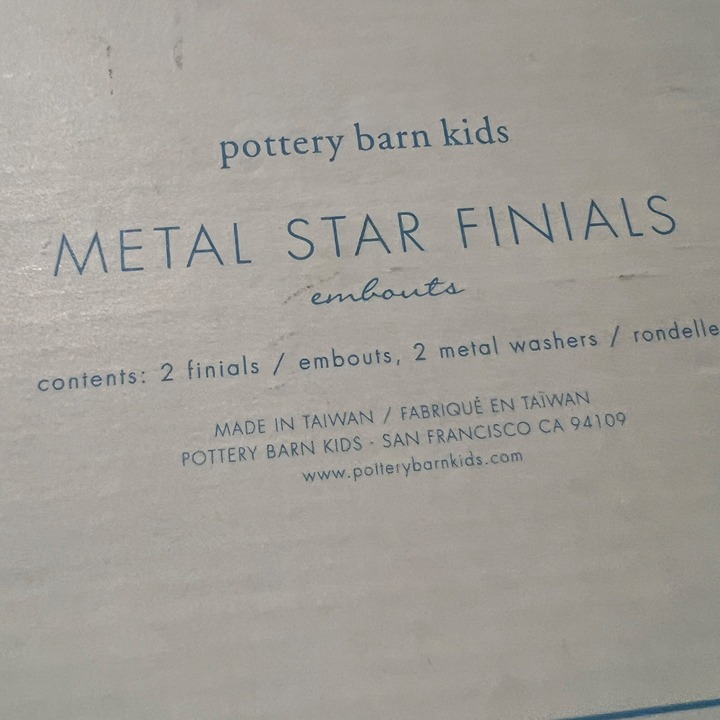 pottery barn kids
METAL STAR FINIALS
embouts
contents: 2 finials / embouts, 2 metal washers / rondelle
MADE IN TAIWAN / FABRIQUÉ EN TAÏWAN
POTTERY BARN KIDS · SAN FRANCISCO CA 94109
www.potterybarnkids.com